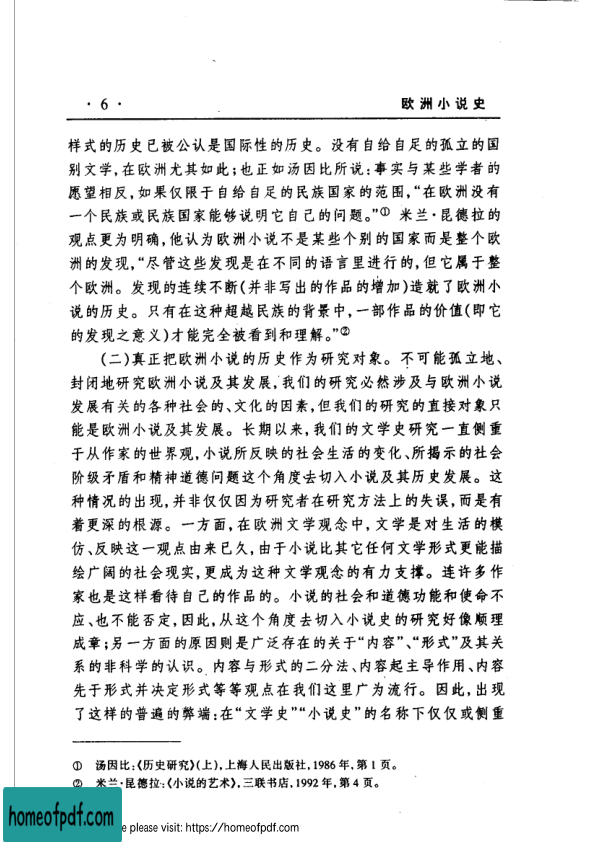 · 6 · 欧洲小说史
样式的历史已被公认是国际性的历史。没有自给自足的孤立的国
别文学,在欧洲尤其如此;也正如汤因比所说:事实与某些学者的
愿望相反,如果仅限于自给自足的民族国家的范围,“在欧洲没有
一个民族或民族国家能够说明它自己的问题。”① 米兰·昆德拉的
观点更为明确,他认为欧洲小说不是某些个别的国家而是整个欧
洲的发现,“尽管这些发现是在不同的语言里进行的,但它属于整
个欧洲。发现的连续不断(并非写出的作品的增加)造就了欧洲小
说的历史。只有在这种超越民族的背景中,一部作品的价值(即它
的发现之意义)才能完全被看到和理解。”②
(二)真正把欧洲小说的历史作为研究对象。不可能孤立地、
封闭地研究欧洲小说及其发展,我们的研究必然涉及与欧洲小说
发展有关的各种社会的、文化的因素,但我们的研究的直接对象只
能是欧洲小说及其发展。长期以来,我们的文学史研究一直侧重
于从作家的世界观,小说所反映的社会生活的变化、所揭示的社会
阶级矛盾和精神道德问题这个角度去切入小说及其历史发展。这
种情况的出现,并非仅仅因为研究者在研究方法上的失误,而是有
着更深的根源。一方面,在欧洲文学观念中,文学是对生活的模
仿、反映这一观点由来已久,由于小说比其它任何文学形式更能描
绘广阔的社会现实,更成为这种文学观念的有力支撑。连许多作
家也是这样看待自己的作品的。小说的社会和道德功能和使命不
应、也不能否定,因此,从这个角度去切入小说史的研究好像顺理
成章;另一方面的原因则是广泛存在的关于“内容”、“形式”及其关
系的非科学的认识。内容与形式的二分法、内容起主导作用、内容
先于形式并决定形式等等观点在我们这里广为流行。因此,出现
了这样的普遍的弊端:在“文学史”“小说史”的名称下仅仅或侧重
① 汤因比:《历史研究》(上),上海人民出版社,1986年,第1页。
② 米兰·昆德拉:《小说的艺术》,三联书店,1992年,第4页。
homeofpdf.com
e please visit: https://homeofpdf.com